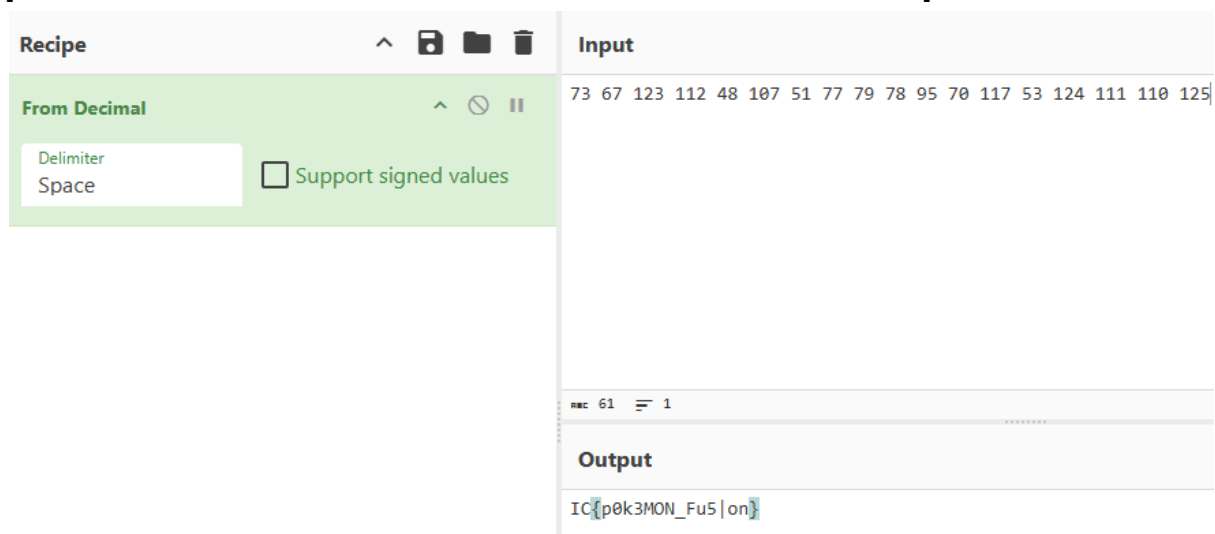 Recipe
From Decimal
Delimiter
Space
Support signed values
Input
73 67 123 112 48 107 51 77 79 78 95 70 117 53 124 111 110 125
ᴀʙᴄ 61 1
Output
IC{p0k3MON_Fu5|on}